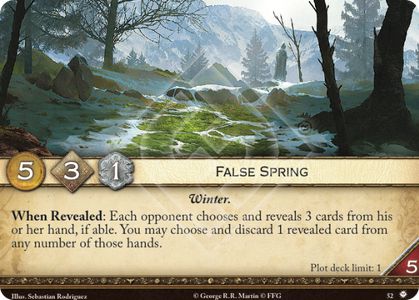 5 3 1 False Spring
Winter.
When Revealed: Each opponent chooses and reveals 3 cards from his
or her hand, if able. You may choose and discard 1 revealed card from
any number of those hands.
Plot deck limit: 1
5
Illus. Sebastian Rodriguez © George R.R. Martin © FFG 52